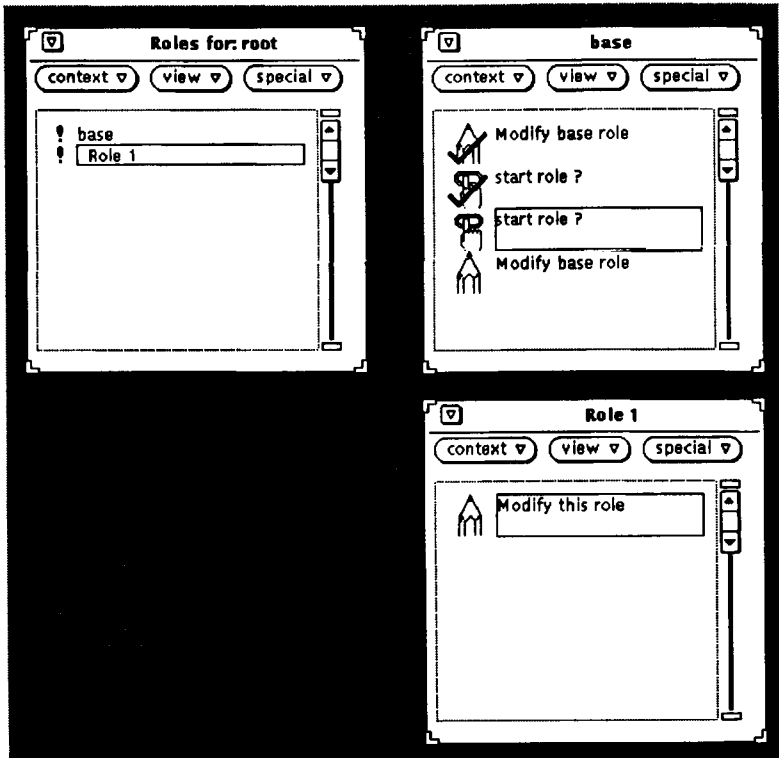 Roles for: root
context view special
base
Role 1
base
context view special
Modify base role
start role ?
start role ?
Modify base role
Role 1
context view special
Modify this role